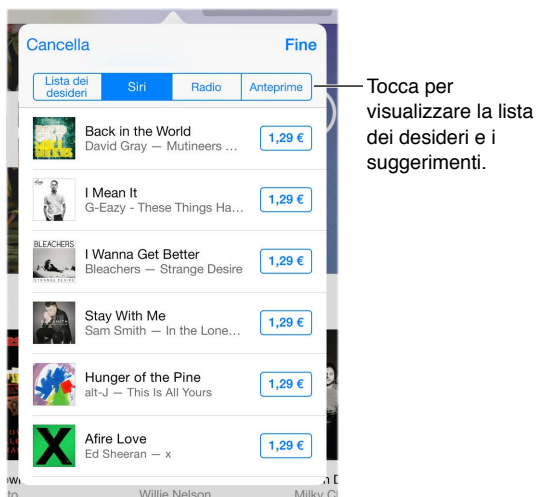 Cancella
Fine
Lista dei
desideri
Siri
Radio
Anteprime
Tocca per
visualizzare la lista
dei desideri e i
suggerimenti.
Back in the World
David Gray — Mutineers ...
1,29 €
I Mean It
G-Eazy - These Things Ha...
1,29 €
BLEACHERS
STRANGE DESIRE
I Wanna Get Better
Bleachers — Strange Desire
1,29 €
Stay With Me
Sam Smith — In the Lone...
1,29 €
Hunger of the Pine
alt-J — This Is All Yours
1,29 €
Afire Love
Ed Sheeran — x
1,29 €
Willie Nelson
Milky C